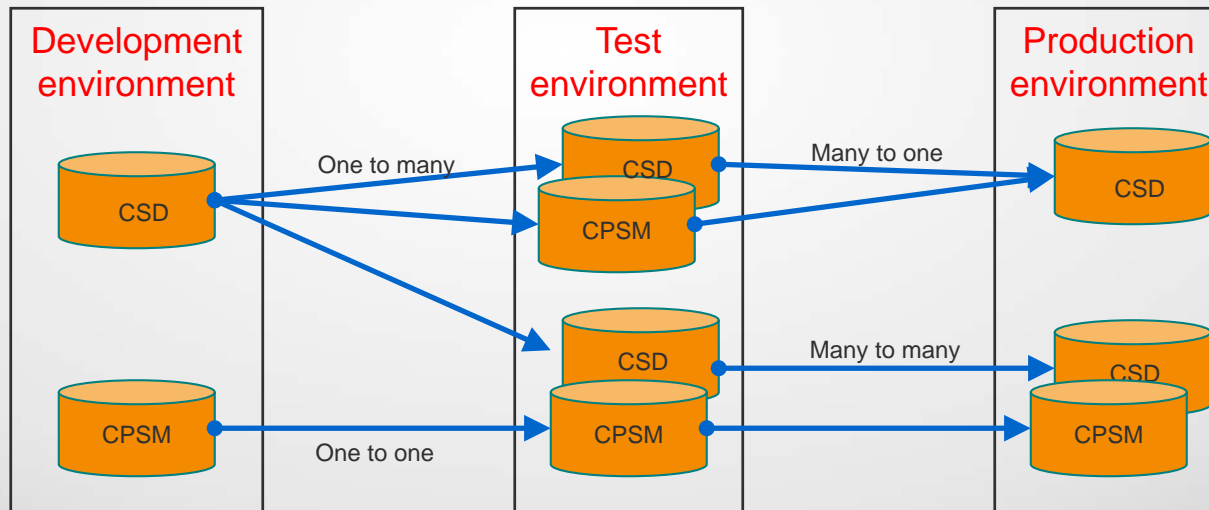 Development
environment
Test
environment
Production
environment
One to many
Many to one
CSD
CSD
CPSM
CSD
CSD
Many to many
CSD
CPSM
One to one
CPSM
CPSM